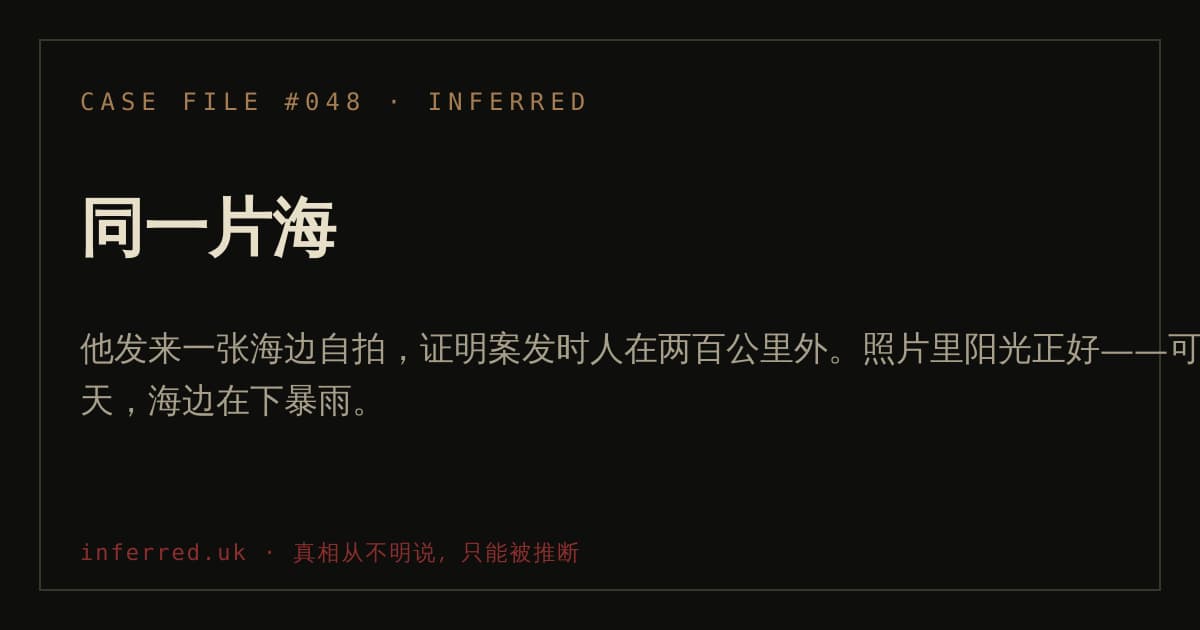 CASE FILE #048 · INFERRED
同一片海
他发来一张海边自拍，证明案发时人在两百公里外。照片里阳光正好——可
天，海边在下暴雨。
inferred.uk · 真相从不明说，只能被推断